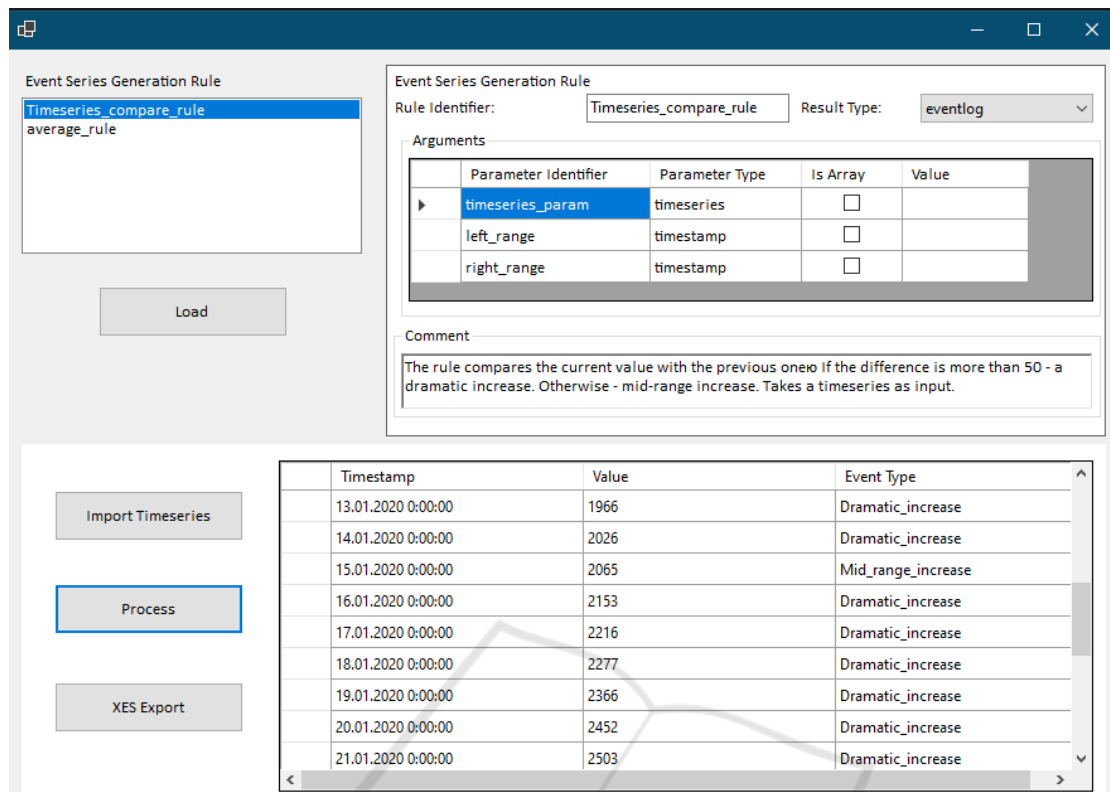 Event Series Generation Rule
Timeseries_compare_rule
average_rule
Load
Event Series Generation Rule
Rule Identifier: Timeseries_compare_rule Result Type: eventlog
Arguments
Parameter Identifier Parameter Type Is Array Value
timeseries_param timeseries
left_range timestamp
right_range timestamp
Comment
The rule compares the current value with the previous oneю If the difference is more than 50 - a
dramatic increase. Otherwise - mid-range increase. Takes a timeseries as input.
Import Timeseries
Process
XES Export
Timestamp Value Event Type
13.01.2020 0:00:00 1966 Dramatic_increase
14.01.2020 0:00:00 2026 Dramatic_increase
15.01.2020 0:00:00 2065 Mid_range_increase
16.01.2020 0:00:00 2153 Dramatic_increase
17.01.2020 0:00:00 2216 Dramatic_increase
18.01.2020 0:00:00 2277 Dramatic_increase
19.01.2020 0:00:00 2366 Dramatic_increase
20.01.2020 0:00:00 2452 Dramatic_increase
21.01.2020 0:00:00 2503 Dramatic_increase